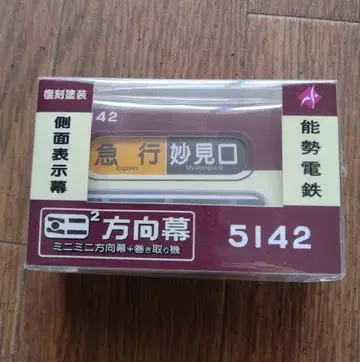 復刻塗装
側面表示幕
42
急行
Express
妙見口
Myokenguchi
能勢電鉄
ミニ²方向幕
ミニミニ方向幕+巻き取り機
5142